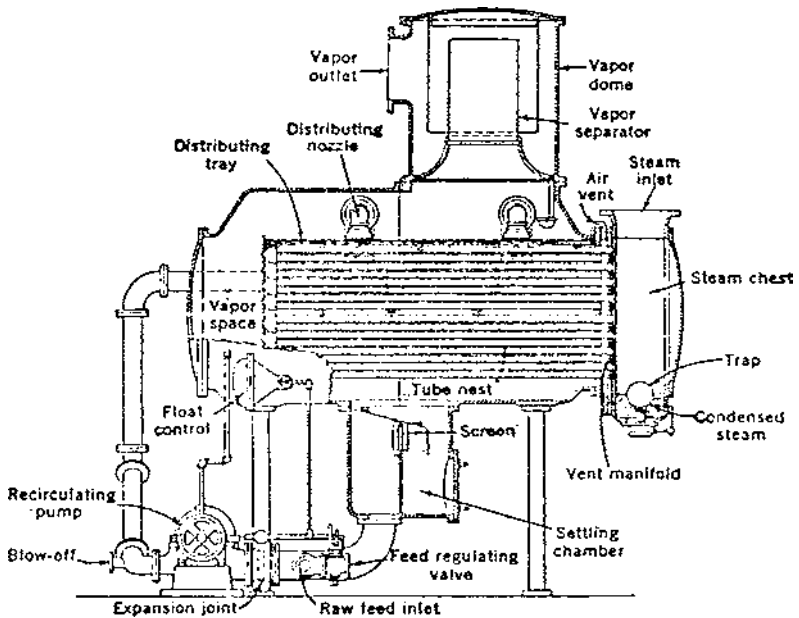 Vapor
outlet
Vapor
dome
Vapor
separator
Distributing
nozzle
Distributing
tray
Air
vent
Steam
inlet
Steam chest
Vapor
space
Trap
Tube nest
Float
control
Screen
Condensed
steam
Vent manifold
Recirculating
pump
Settling
chamber
Blow-off
Feed regulating
valve
Expansion joint
Raw feed inlet